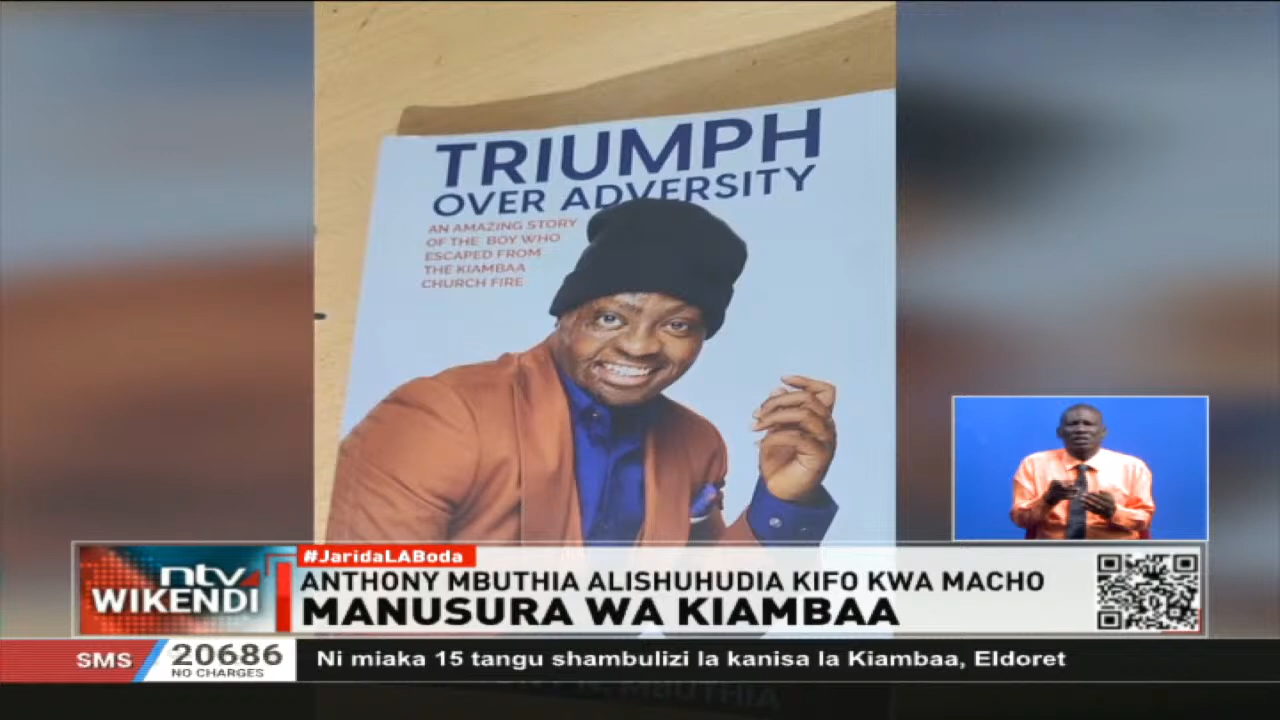 TRIUMPH
OVER ADVERSITY
AN AMAZING STORY
OF THE BOY WHO
ESCAPED FROM
THE KIAMBAA
CHURCH FIRE
#JaridaLABoda
ntv
WIKENDI
ANTHONY MBUTHIA ALISHUHUDIA KIFO KWA MACHO
MANUSURA WA KIAMBAA
SMS
20686
NO CHARGES
Ni miaka 15 tangu shambulizi la kanisa la Kiambaa, Eldoret
MBUTHIA